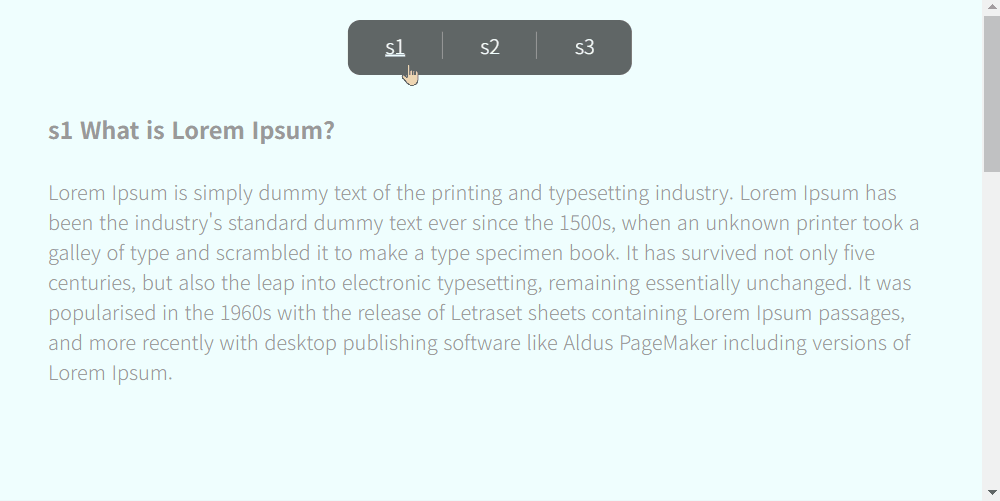 s1 s2 s3
s1 What is Lorem Ipsum?
Lorem Ipsum is simply dummy text of the printing and typesetting industry. Lorem Ipsum has
been the industry's standard dummy text ever since the 1500s, when an unknown printer took a
galley of type and scrambled it to make a type specimen book. It has survived not only five
centuries, but also the leap into electronic typesetting, remaining essentially unchanged. It was
popularised in the 1960s with the release of Letraset sheets containing Lorem Ipsum passages,
and more recently with desktop publishing software like Aldus PageMaker including versions of
Lorem Ipsum.